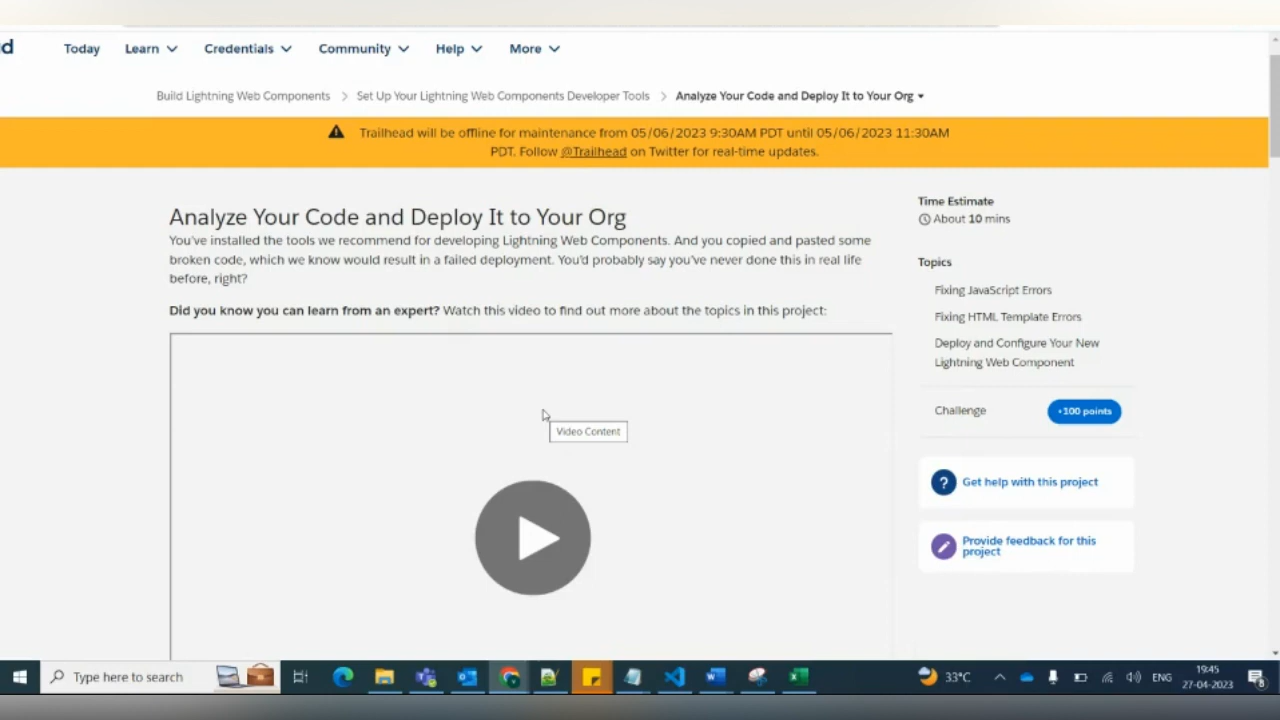 Today Learn Credentials Community Help More
Build Lightning Web Components > Set Up Your Lightning Web Components Developer Tools > Analyze Your Code and Deploy It to Your Org
Trailhead will be offline for maintenance from 05/06/2023 9:30AM PDT until 05/06/2023 11:30AM
PDT. Follow @Trailhead on Twitter for real-time updates.
Analyze Your Code and Deploy It to Your Org
You've installed the tools we recommend for developing Lightning Web Components. And you copied and pasted some
broken code, which we know would result in a failed deployment. You'd probably say you've never done this in real life
before, right?
Did you know you can learn from an expert? Watch this video to find out more about the topics in this project:
Video Content
Time Estimate
About 10 mins
Topics
Fixing JavaScript Errors
Fixing HTML Template Errors
Deploy and Configure Your New
Lightning Web Component
Challenge +100 points
? Get help with this project
Provide feedback for this
project
Type here to search
33°C
ENG
19:45
27-04-2023
8